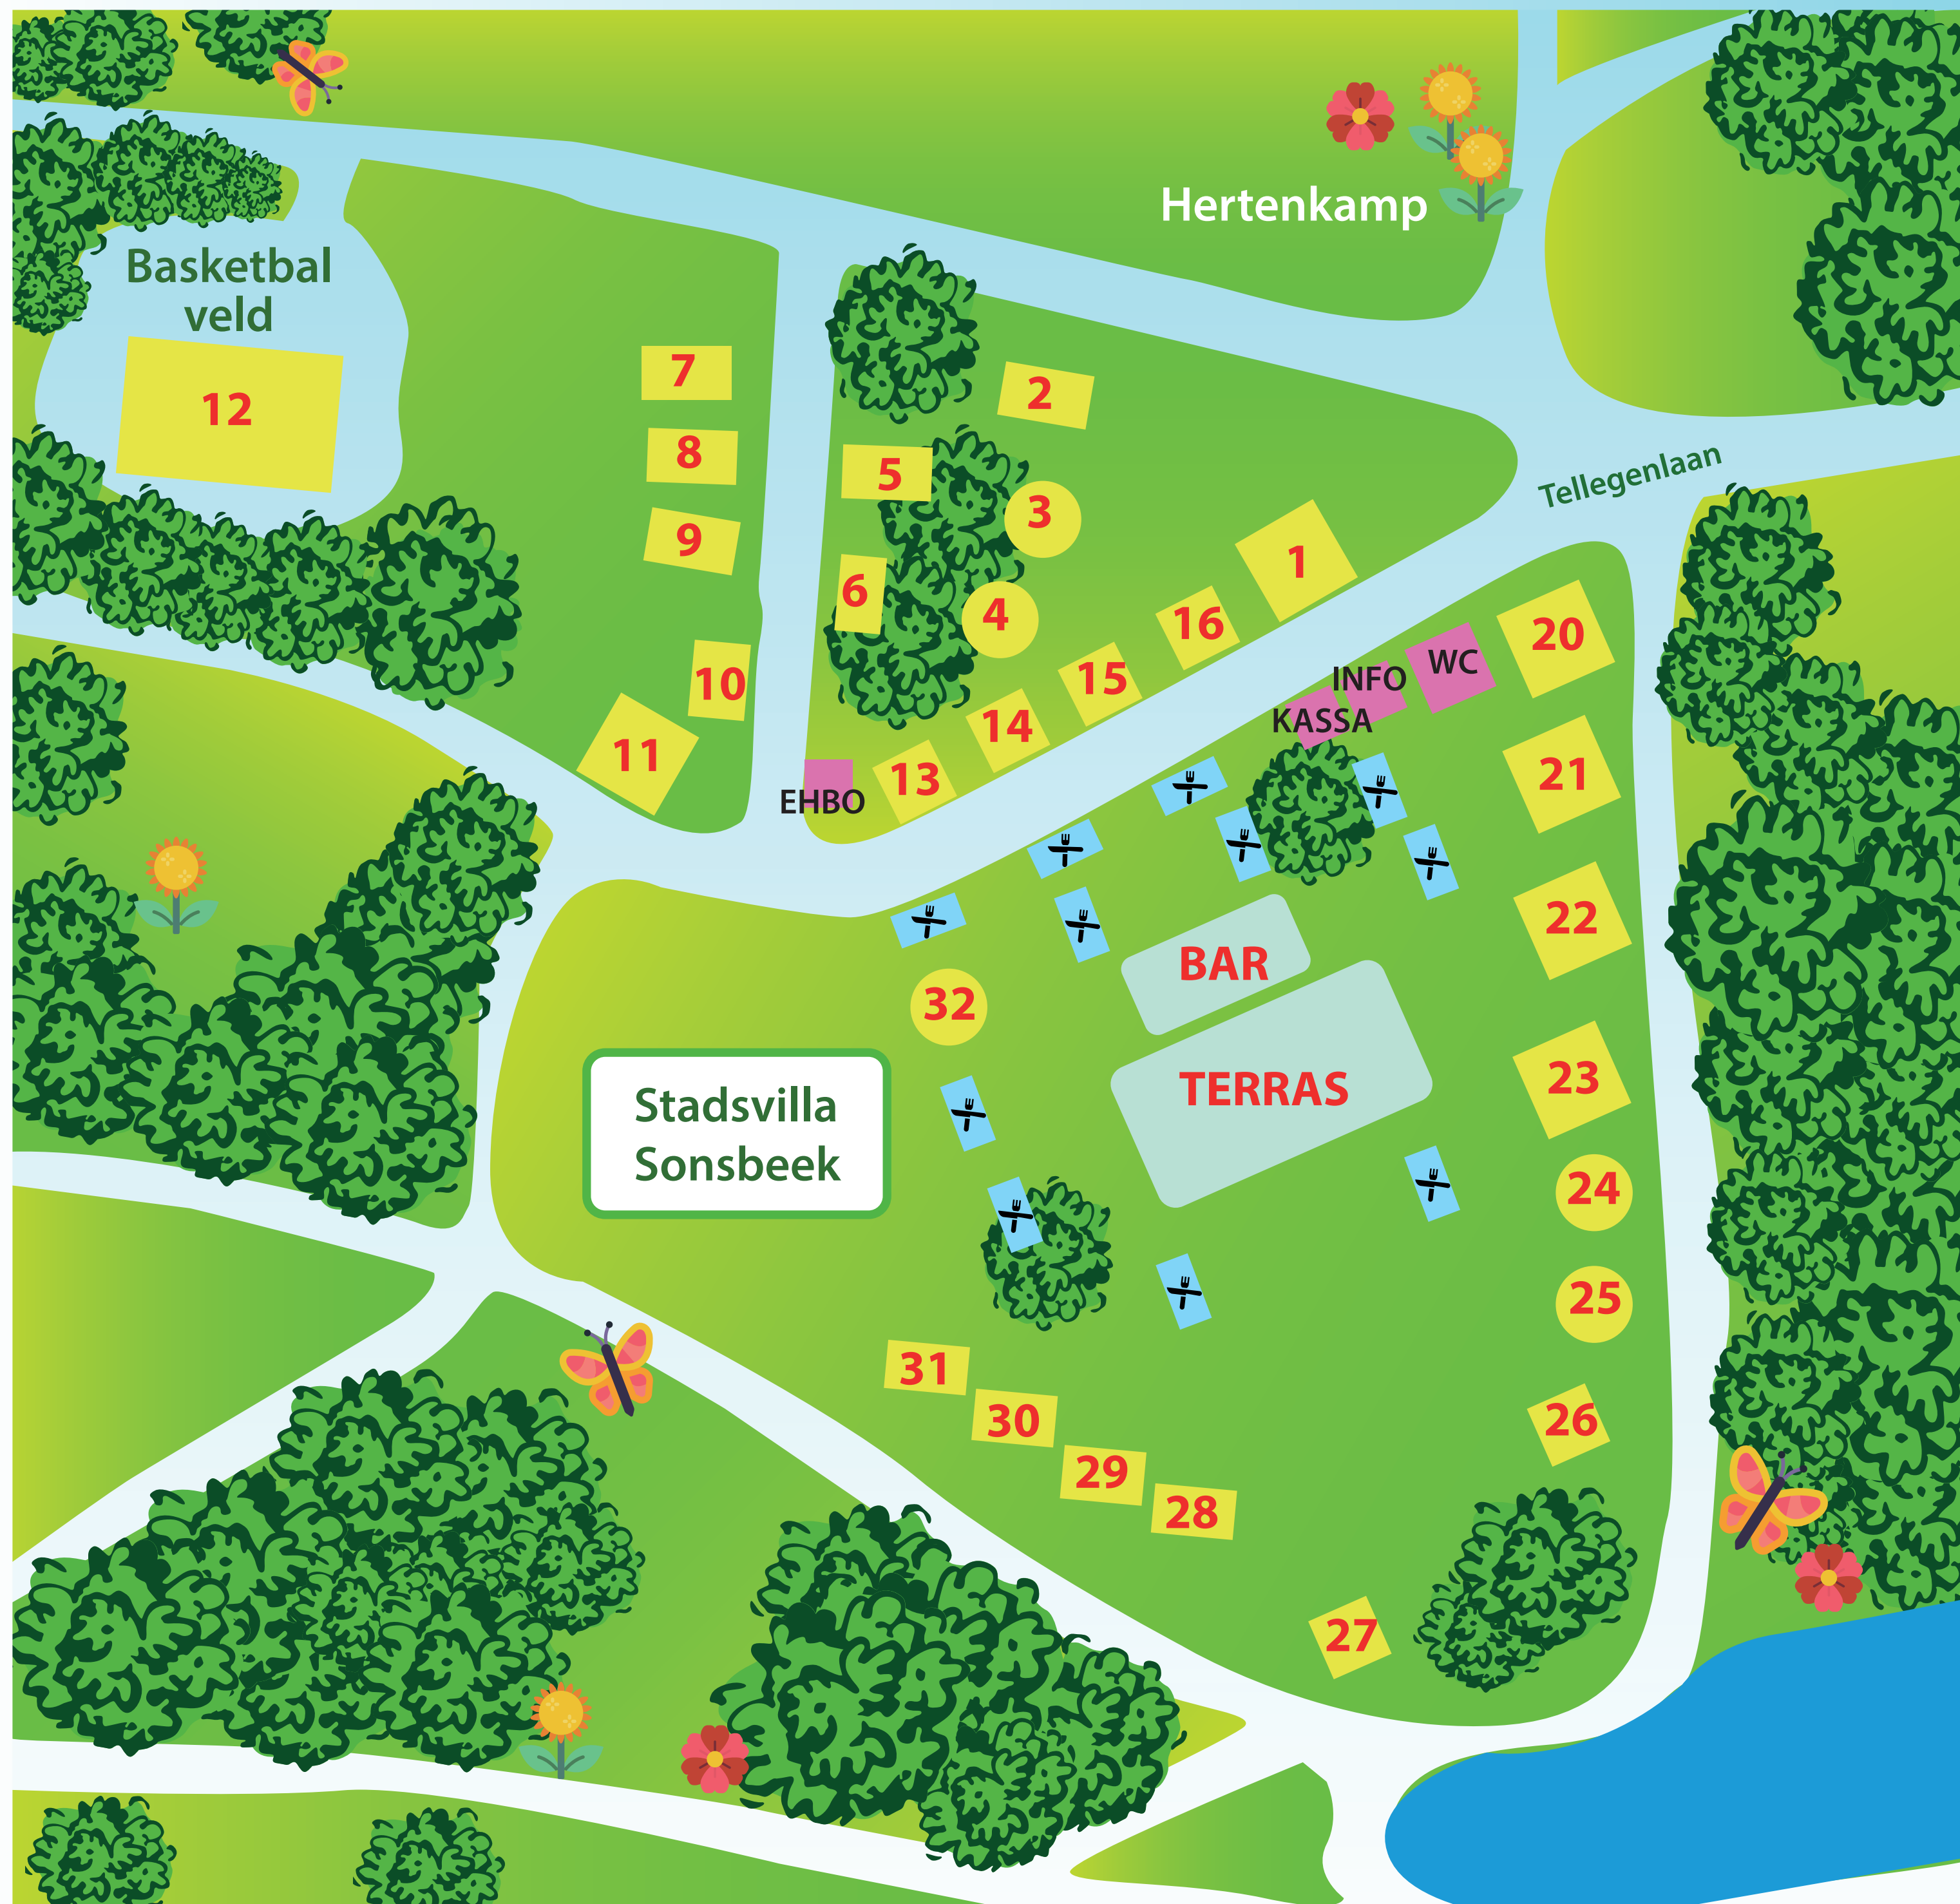 Hertenkamp
Basketbal
veld
12
7
8
9
10
11
2
5
3
6
4
1
16
15
14
13
EHBO
Tellegenlaan
INFO
WC
KASSA
20
21
22
23
24
25
26
27
BAR
TERRAS
32
Stadsvilla
Sonsbeek
31
30
29
28